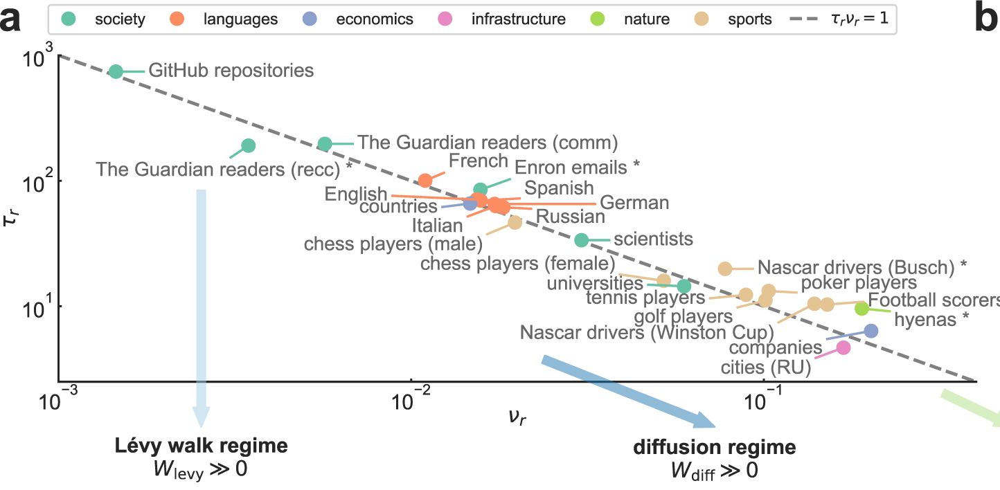 a
b
society languages economics infrastructure nature sports τᵣνᵣ = 1
10³
GitHub repositories
The Guardian readers (comm)
The Guardian readers (recc) *
French
Enron emails *
10²
Spanish
English
German
countries
Russian
Italian
τᵣ
chess players (male)
scientists
chess players (female)
Nascar drivers (Busch) *
universities
poker players
tennis players
Football scorers
10¹
golf players
hyenas *
Nascar drivers (Winston Cup)
companies
cities (RU)
10⁻³ 10⁻² 10⁻¹
νᵣ
Lévy walk regime
W_levy ≫ 0
diffusion regime
W_diff ≫ 0